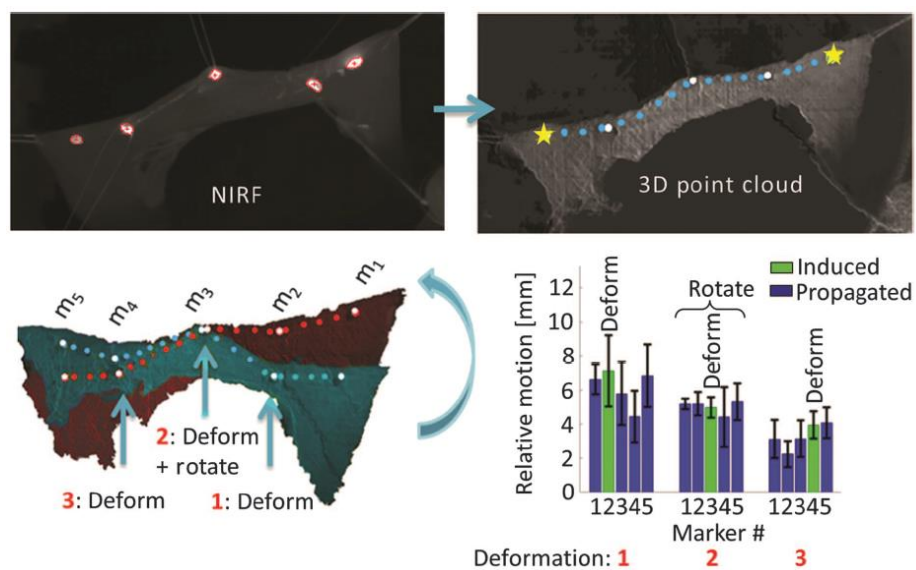 NIRF
3D point cloud
m5
m4
m3
m2
m1
2: Deform
+ rotate
3: Deform
1: Deform
Relative motion [mm]
12
10
8
6
4
2
0
Deform
Rotate
Deform
Deform
Induced
Propagated
12345 12345 12345
Marker #
Deformation: 1 2 3